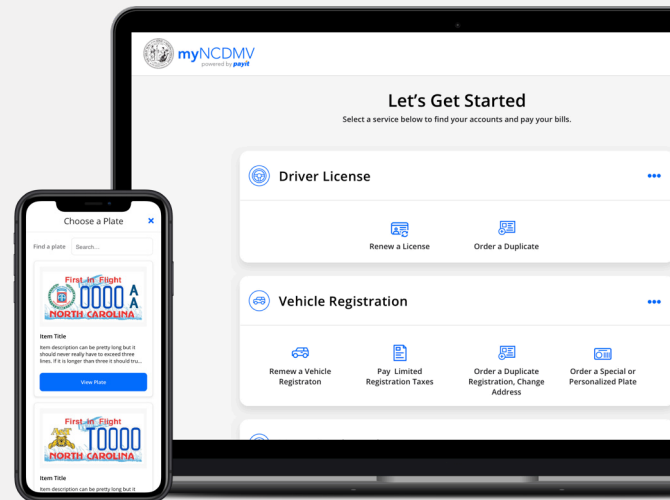 myNCDMV
powered by payit
Let's Get Started
Select a service below to find your accounts and pay your bills.
Driver License
Renew a License
Order a Duplicate
Vehicle Registration
Remew a Vehicle
Registraton
Pay Limited
Registration Taxes
Order a Duplicate
Registration, Change
Address
Order a Special or
Personalized Plate
Choose a Plate
Find a plate
Search...
First in Flight
0000 A A
NORTH CAROLINA
Item Title
Item description can be pretty long but it
should never really have to exceed three
lines. If it is longer than three it should tru...
View Plate
First in Flight
T0000
NORTH CAROLINA
Item Title
Item description can be pretty long but it